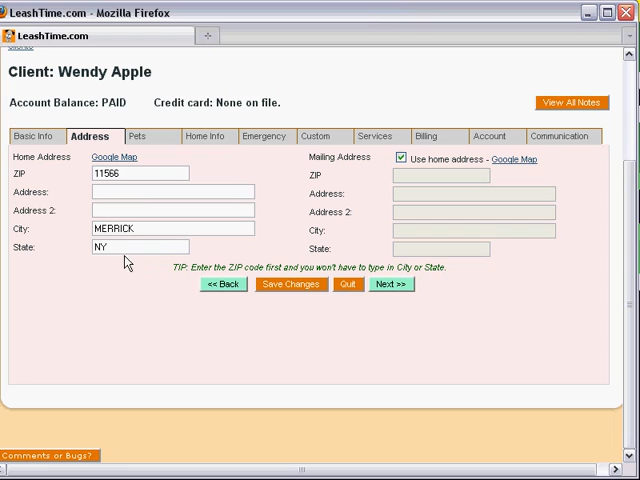 LeashTime.com - Mozilla Firefox
LeashTime.com
Client: Wendy Apple
Account Balance: PAID Credit card: None on file. View All Notes
Basic Info Address Pets Home Info Emergency Custom Services Billing Account Communication
Home Address Google Map Mailing Address Use home address - Google Map
ZIP 11566 ZIP
Address: Address:
Address 2: Address 2:
City: MERRICK City:
State: NY State:
TIP: Enter the ZIP code first and you won't have to type in City or State.
<< Back Save Changes Quit Next >>
Comments or Bugs?